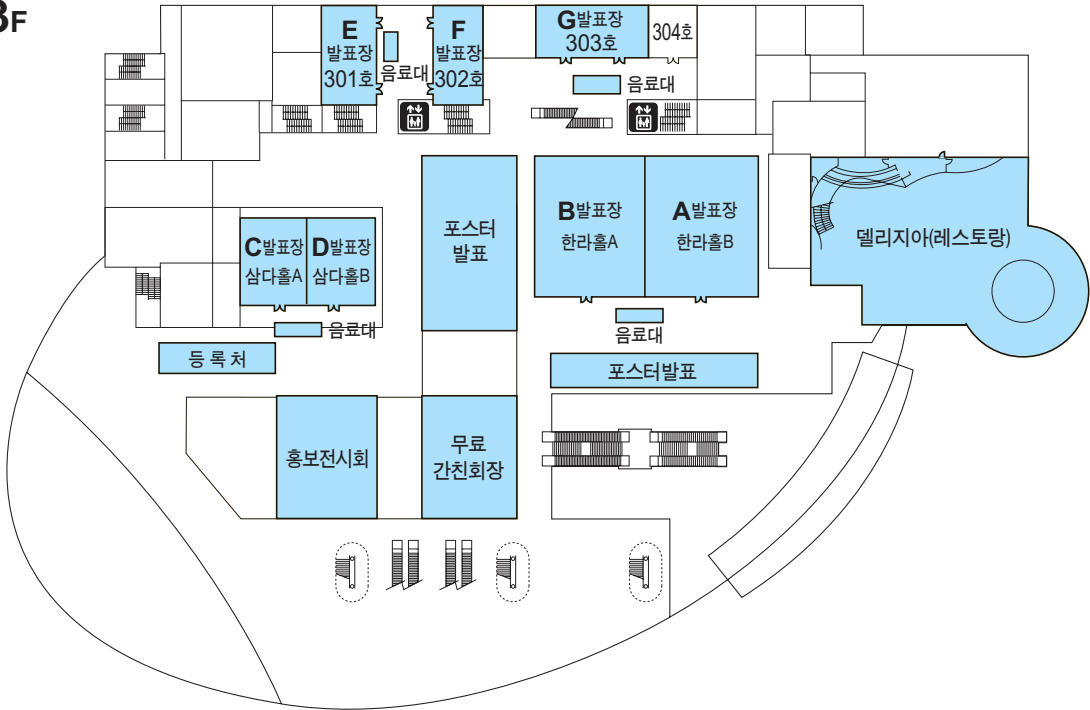 3F
E
발표장
301호
음료대
F
발표장
302호
G발표장
303호
304호
음료대
포스터
발표
B발표장
한라홀A
A발표장
한라홀B
델리지아(레스토랑)
C발표장
삼다홀A
D발표장
삼다홀B
음료대
음료대
등 록 처
포스터발표
홍보전시회
무료
간친회장